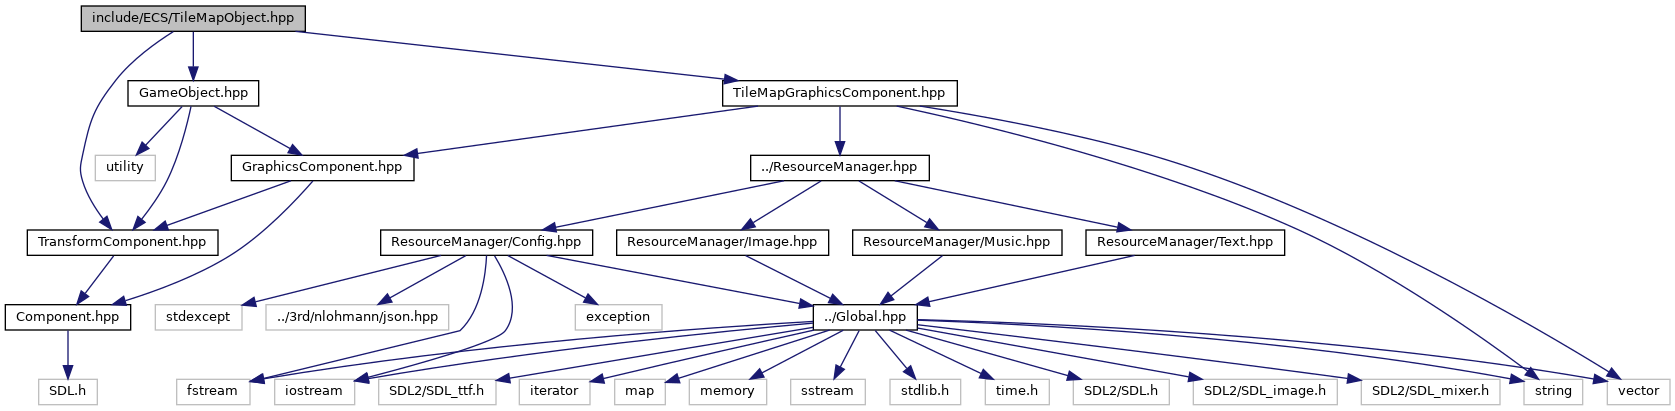 include/ECS/TileMapObject.hpp
GameObject.hpp
TileMapGraphicsComponent.hpp
utility
GraphicsComponent.hpp
../ResourceManager.hpp
TransformComponent.hpp
ResourceManager/Config.hpp
ResourceManager/Image.hpp
ResourceManager/Music.hpp
ResourceManager/Text.hpp
Component.hpp
stdexcept
../3rd/nlohmann/json.hpp
exception
../Global.hpp
SDL.h
fstream
iostream
SDL2/SDL_ttf.h
iterator
map
memory
sstream
stdlib.h
time.h
SDL2/SDL.h
SDL2/SDL_image.h
SDL2/SDL_mixer.h
string
vector